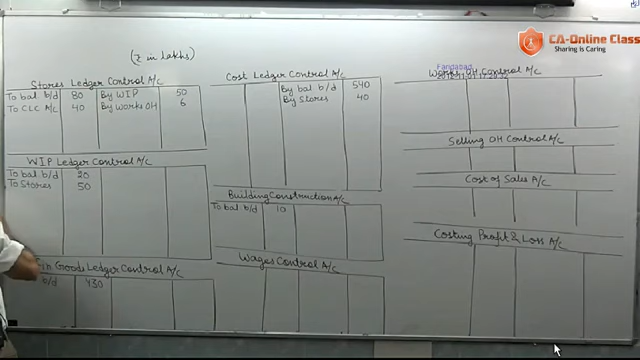 (₹ in lakhs)
CA-Online Class
Sharing is Caring
Faridabad
Stores Ledger Control A/c
To bal b/d 80 By WIP 50
To CLC A/c 40 By Works OH 6
WIP Ledger Control A/c
To bal b/d 20
To Stores 50
Goods Ledger Control A/c
b/d 430
Cost Ledger Control A/c
By bal b/d 540
By Stores 40
Building Construction A/c
To bal b/d 10
Wages Control A/c
Works OH Control A/c
Selling OH Control A/c
Cost of Sales A/c
Costing Profit & Loss A/c